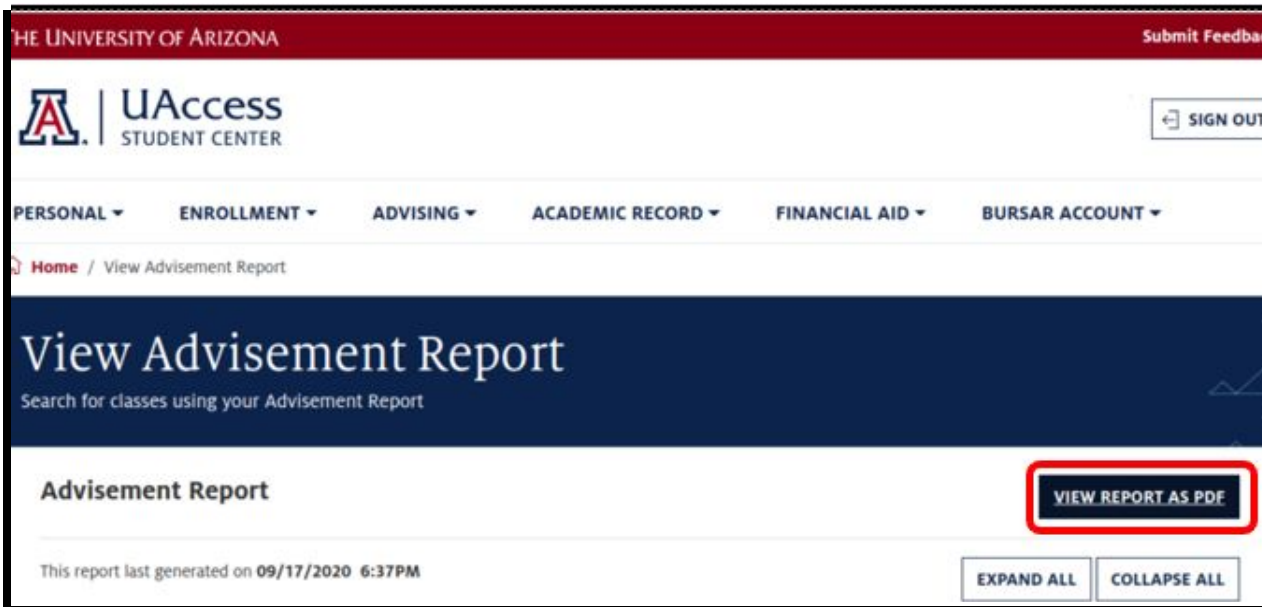 THE UNIVERSITY OF ARIZONA
Submit Feedba
A.
UAccess
STUDENT CENTER
SIGN OUT
PERSONAL ENROLLMENT ADVISING ACADEMIC RECORD FINANCIAL AID BURSAR ACCOUNT
Home / View Advisement Report
View Advisement Report
Search for classes using your Advisement Report
Advisement Report
VIEW REPORT AS PDF
This report last generated on 09/17/2020 6:37PM
EXPAND ALL COLLAPSE ALL